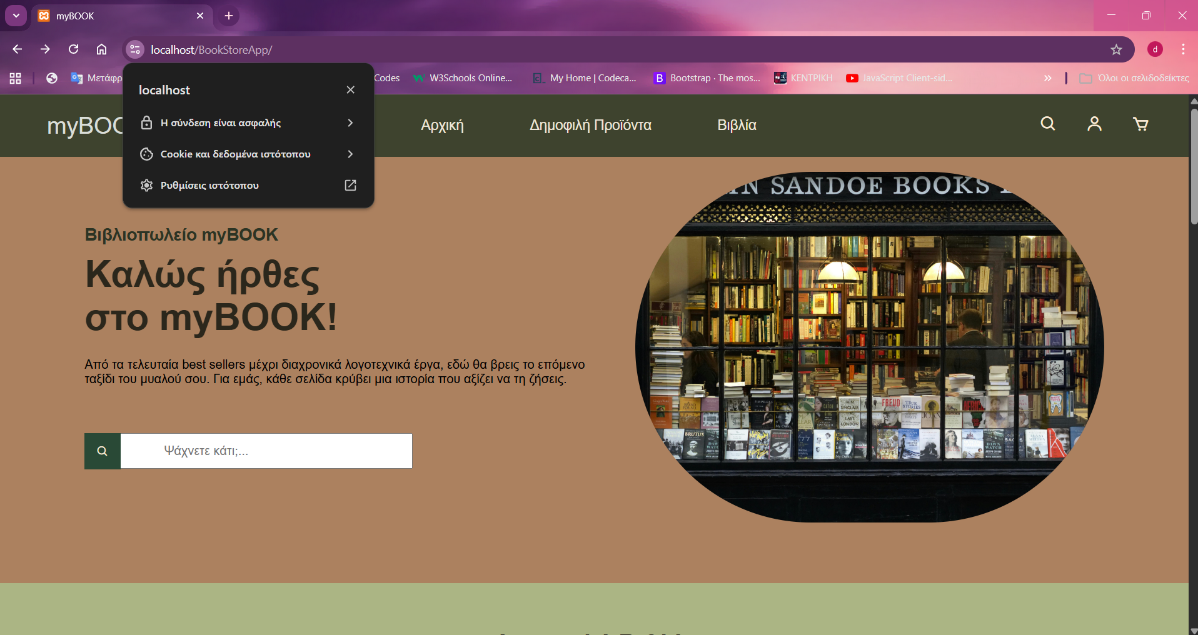 myBOOK
localhost/BookStoreApp/
Codes
W3Schools Online...
My Home | Codeca...
Bootstrap · The mos...
ΚΕΝΤΡΙΚΗ
JavaScript Client-sid...
»
Όλοι οι σελιδοδείκτες
localhost
Η σύνδεση είναι ασφαλής
Cookie και δεδομένα ιστότοπου
Ρυθμίσεις ιστότοπου
Αρχική
Δημοφιλή Προϊόντα
Βιβλία
SANDOE BOOKS
Βιβλιοπωλείο myBOOK
Καλώς ήρθες
στο myBOOK!
Από τα τελευταία best sellers μέχρι διαχρονικά λογοτεχνικά έργα, εδώ θα βρεις το επόμενο
ταξίδι του μυαλού σου. Για εμάς, κάθε σελίδα κρύβει μια ιστορία που αξίζει να τη ζήσεις.
Ψάχνετε κάτι;...
FREUD